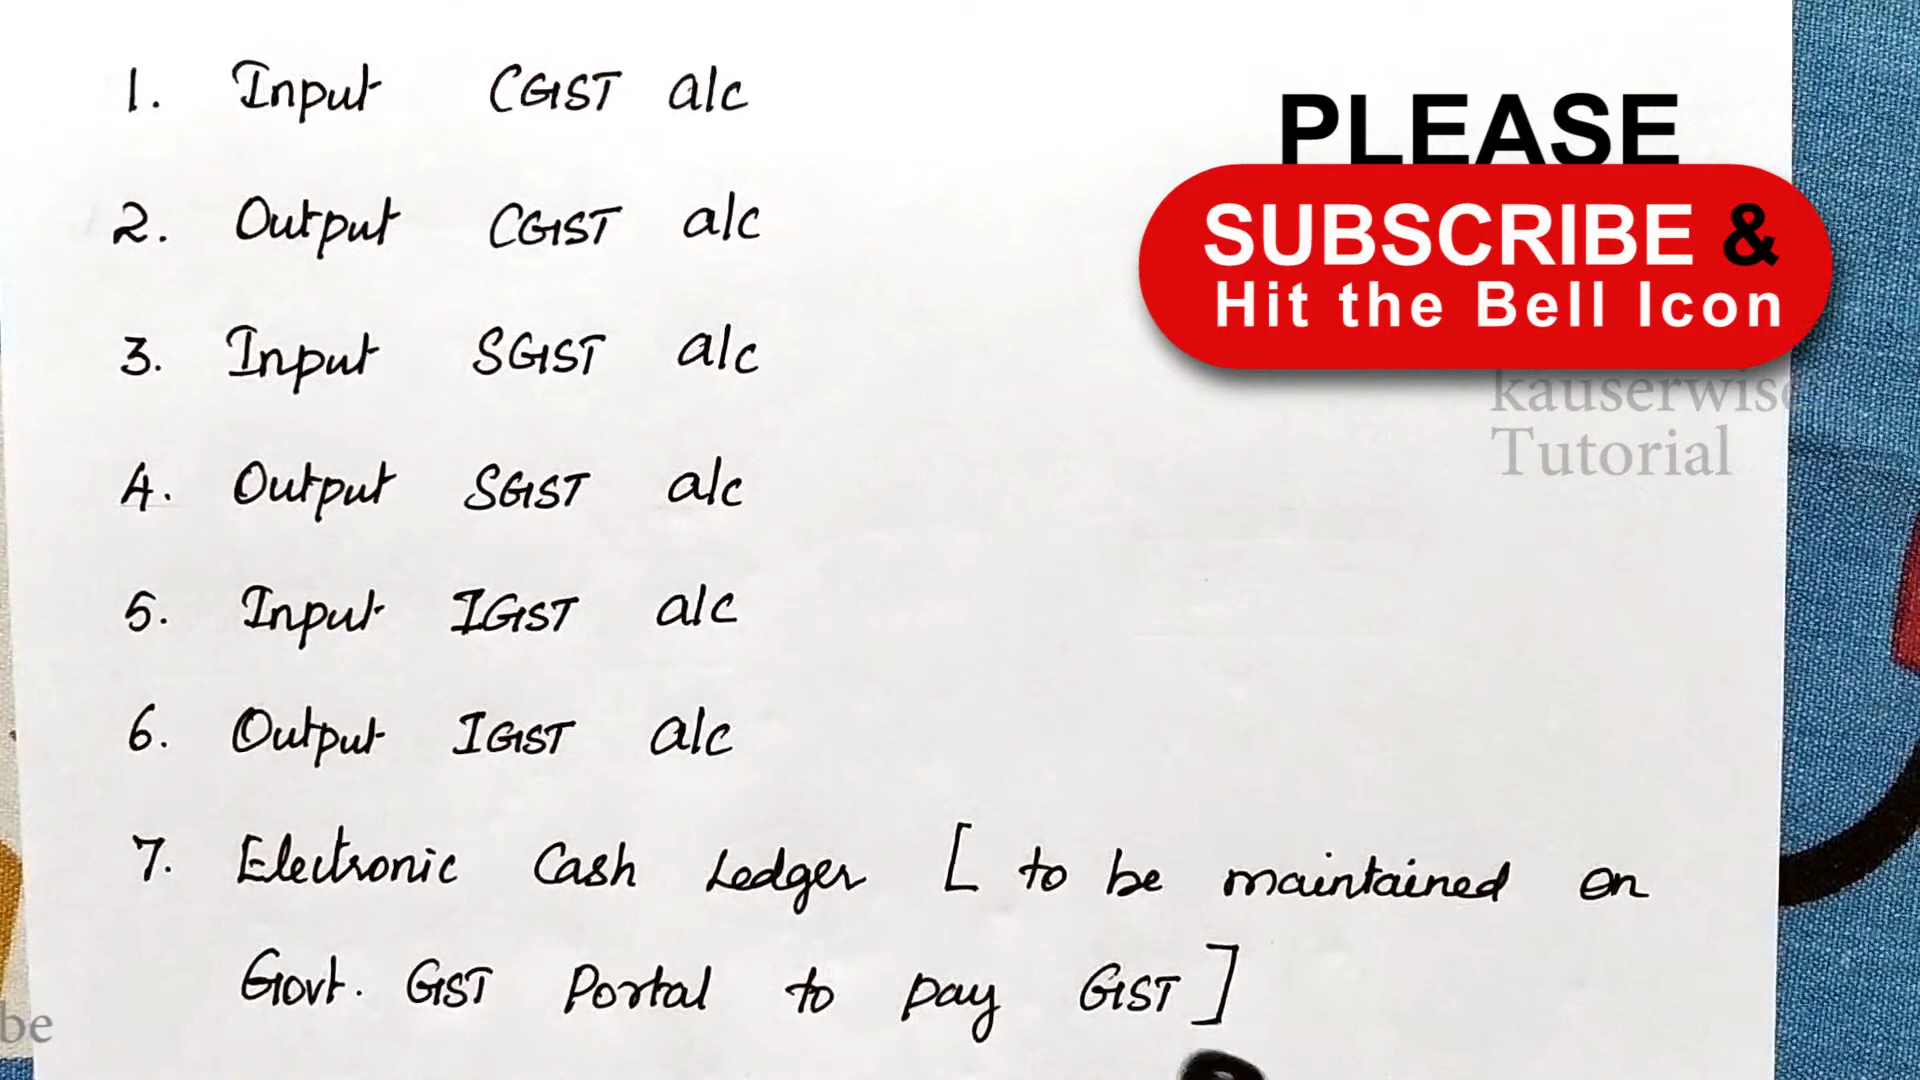 1. Input CGST a/c
2. Output CGST a/c
3. Input SGST a/c
4. Output SGST a/c
5. Input IGST a/c
6. Output IGST a/c
7. Electronic Cash Ledger [ to be maintained on
Govt. GST Portal to pay GST ]
PLEASE
SUBSCRIBE &
Hit the Bell Icon
kauserwise
Tutorial
be